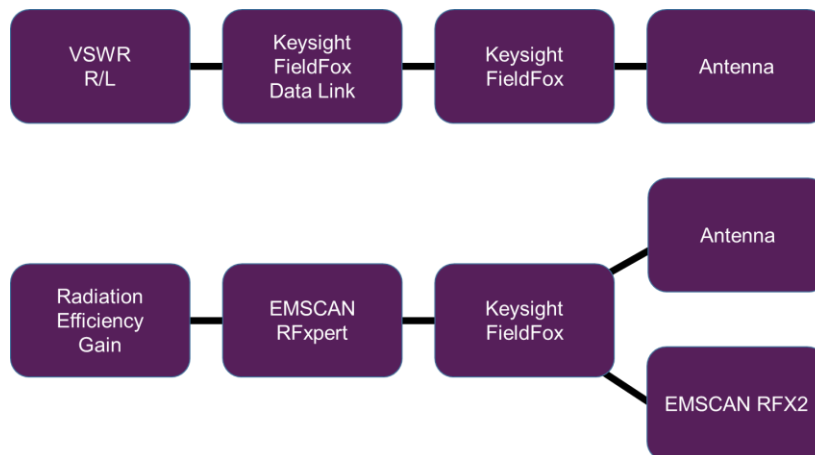 VSWR
R/L
Keysight
FieldFox
Data Link
Keysight
FieldFox
Antenna
Antenna
Radiation
Efficiency
Gain
EMSCAN
RFxpert
Keysight
FieldFox
EMSCAN RFX2